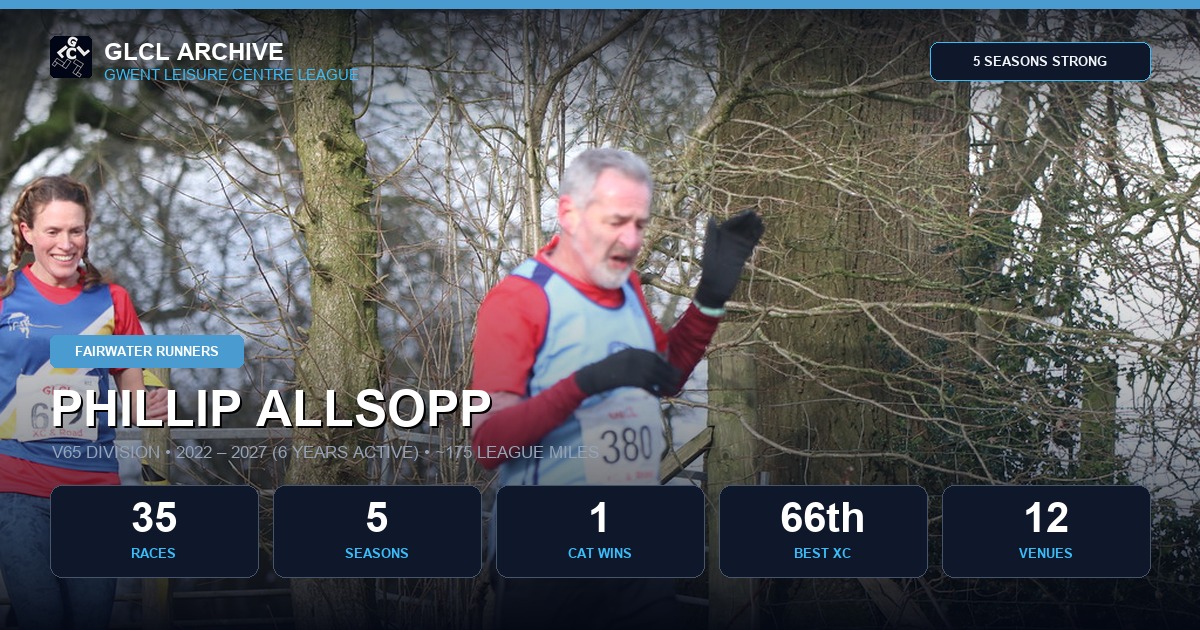 GLCL ARCHIVE
GWENT LEISURE CENTRE LEAGUE
5 SEASONS STRONG
FAIRWATER RUNNERS
PHILLIP ALLSOPP
V65 DIVISION • 2022 – 2027 (6 YEARS ACTIVE) • ~175 LEAGUE MILES
380
35
RACES
5
SEASONS
1
CAT WINS
66th
BEST XC
12
VENUES